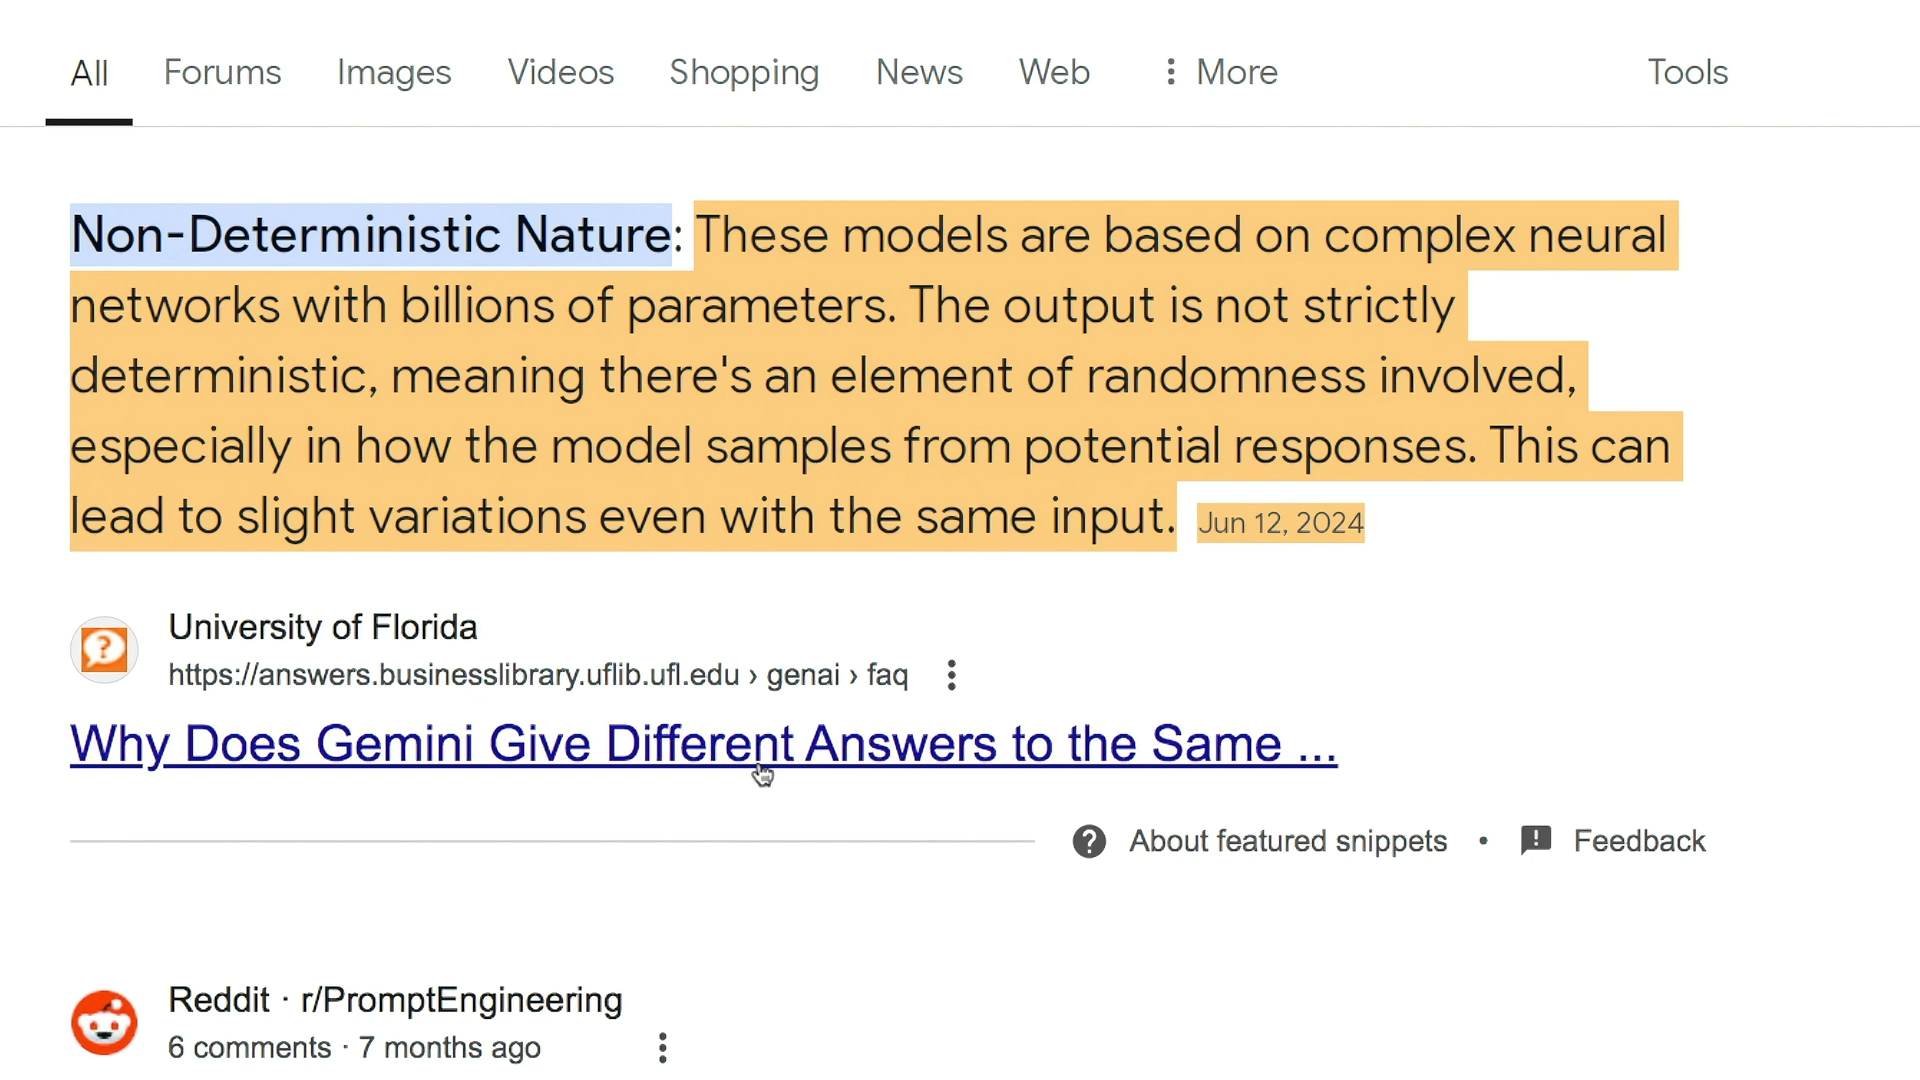 All Forums Images Videos Shopping News Web More Tools
Non-Deterministic Nature: These models are based on complex neural
networks with billions of parameters. The output is not strictly
deterministic, meaning there's an element of randomness involved,
especially in how the model samples from potential responses. This can
lead to slight variations even with the same input. Jun 12, 2024
University of Florida
https://answers.businesslibrary.uflib.ufl.edu › genai › faq
Why Does Gemini Give Different Answers to the Same ...
About featured snippets • Feedback
Reddit · r/PromptEngineering
6 comments · 7 months ago